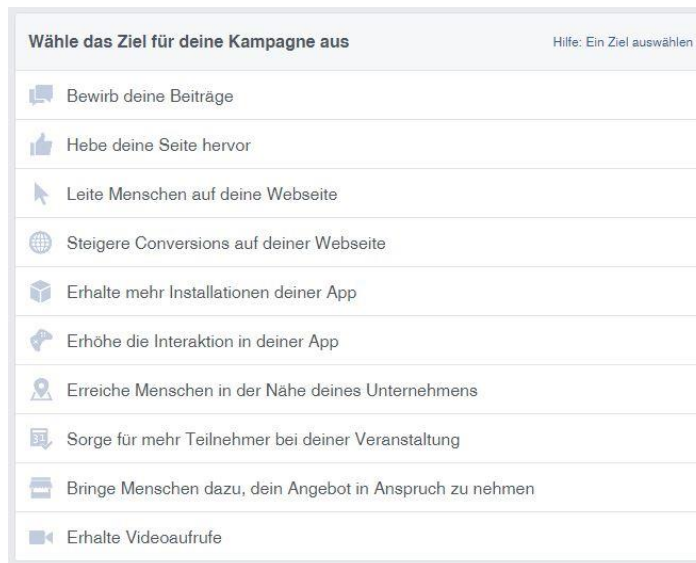 Wähle das Ziel für deine Kampagne aus
Hilfe: Ein Ziel auswählen
Bewirb deine Beiträge
Hebe deine Seite hervor
Leite Menschen auf deine Webseite
Steigere Conversions auf deiner Webseite
Erhalte mehr Installationen deiner App
Erhöhe die Interaktion in deiner App
Erreiche Menschen in der Nähe deines Unternehmens
31
Sorge für mehr Teilnehmer bei deiner Veranstaltung
Bringe Menschen dazu, dein Angebot in Anspruch zu nehmen
Erhalte Videoaufrufe